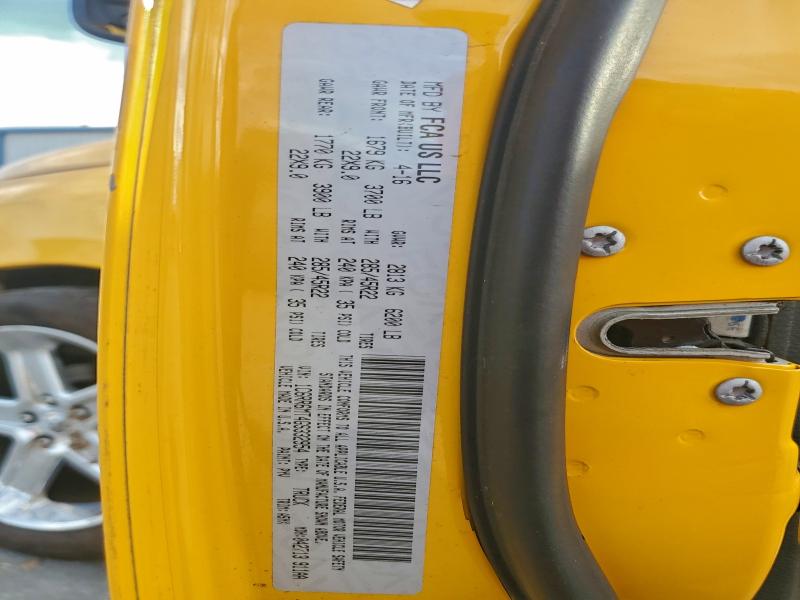 MFD BY FCA US LLC
DATE OF MFR(BUILT): 4-16 GVWR: 2813 KG 6200 LB
GAWR FRONT: 1679 KG 3700 LB WITH 285/45R22 TIRES
22X9.0 RIMS AT 240 KPA ( 35 PSI) COLD
GAWR REAR: 1770 KG 3900 LB WITH 285/45R22 TIRES
22X9.0 RIMS AT 240 KPA ( 35 PSI) COLD
THIS VEHICLE CONFORMS TO ALL APPLICABLE U.S.A. FEDERAL MOTOR VEHICLE SAFETY
STANDARDS IN EFFECT ON THE DATE OF MANUFACTURE SHOWN ABOVE.
VIN: TYPE: TRUCK
VEHICLE MADE IN U.S.A. PAINT: TRIM: